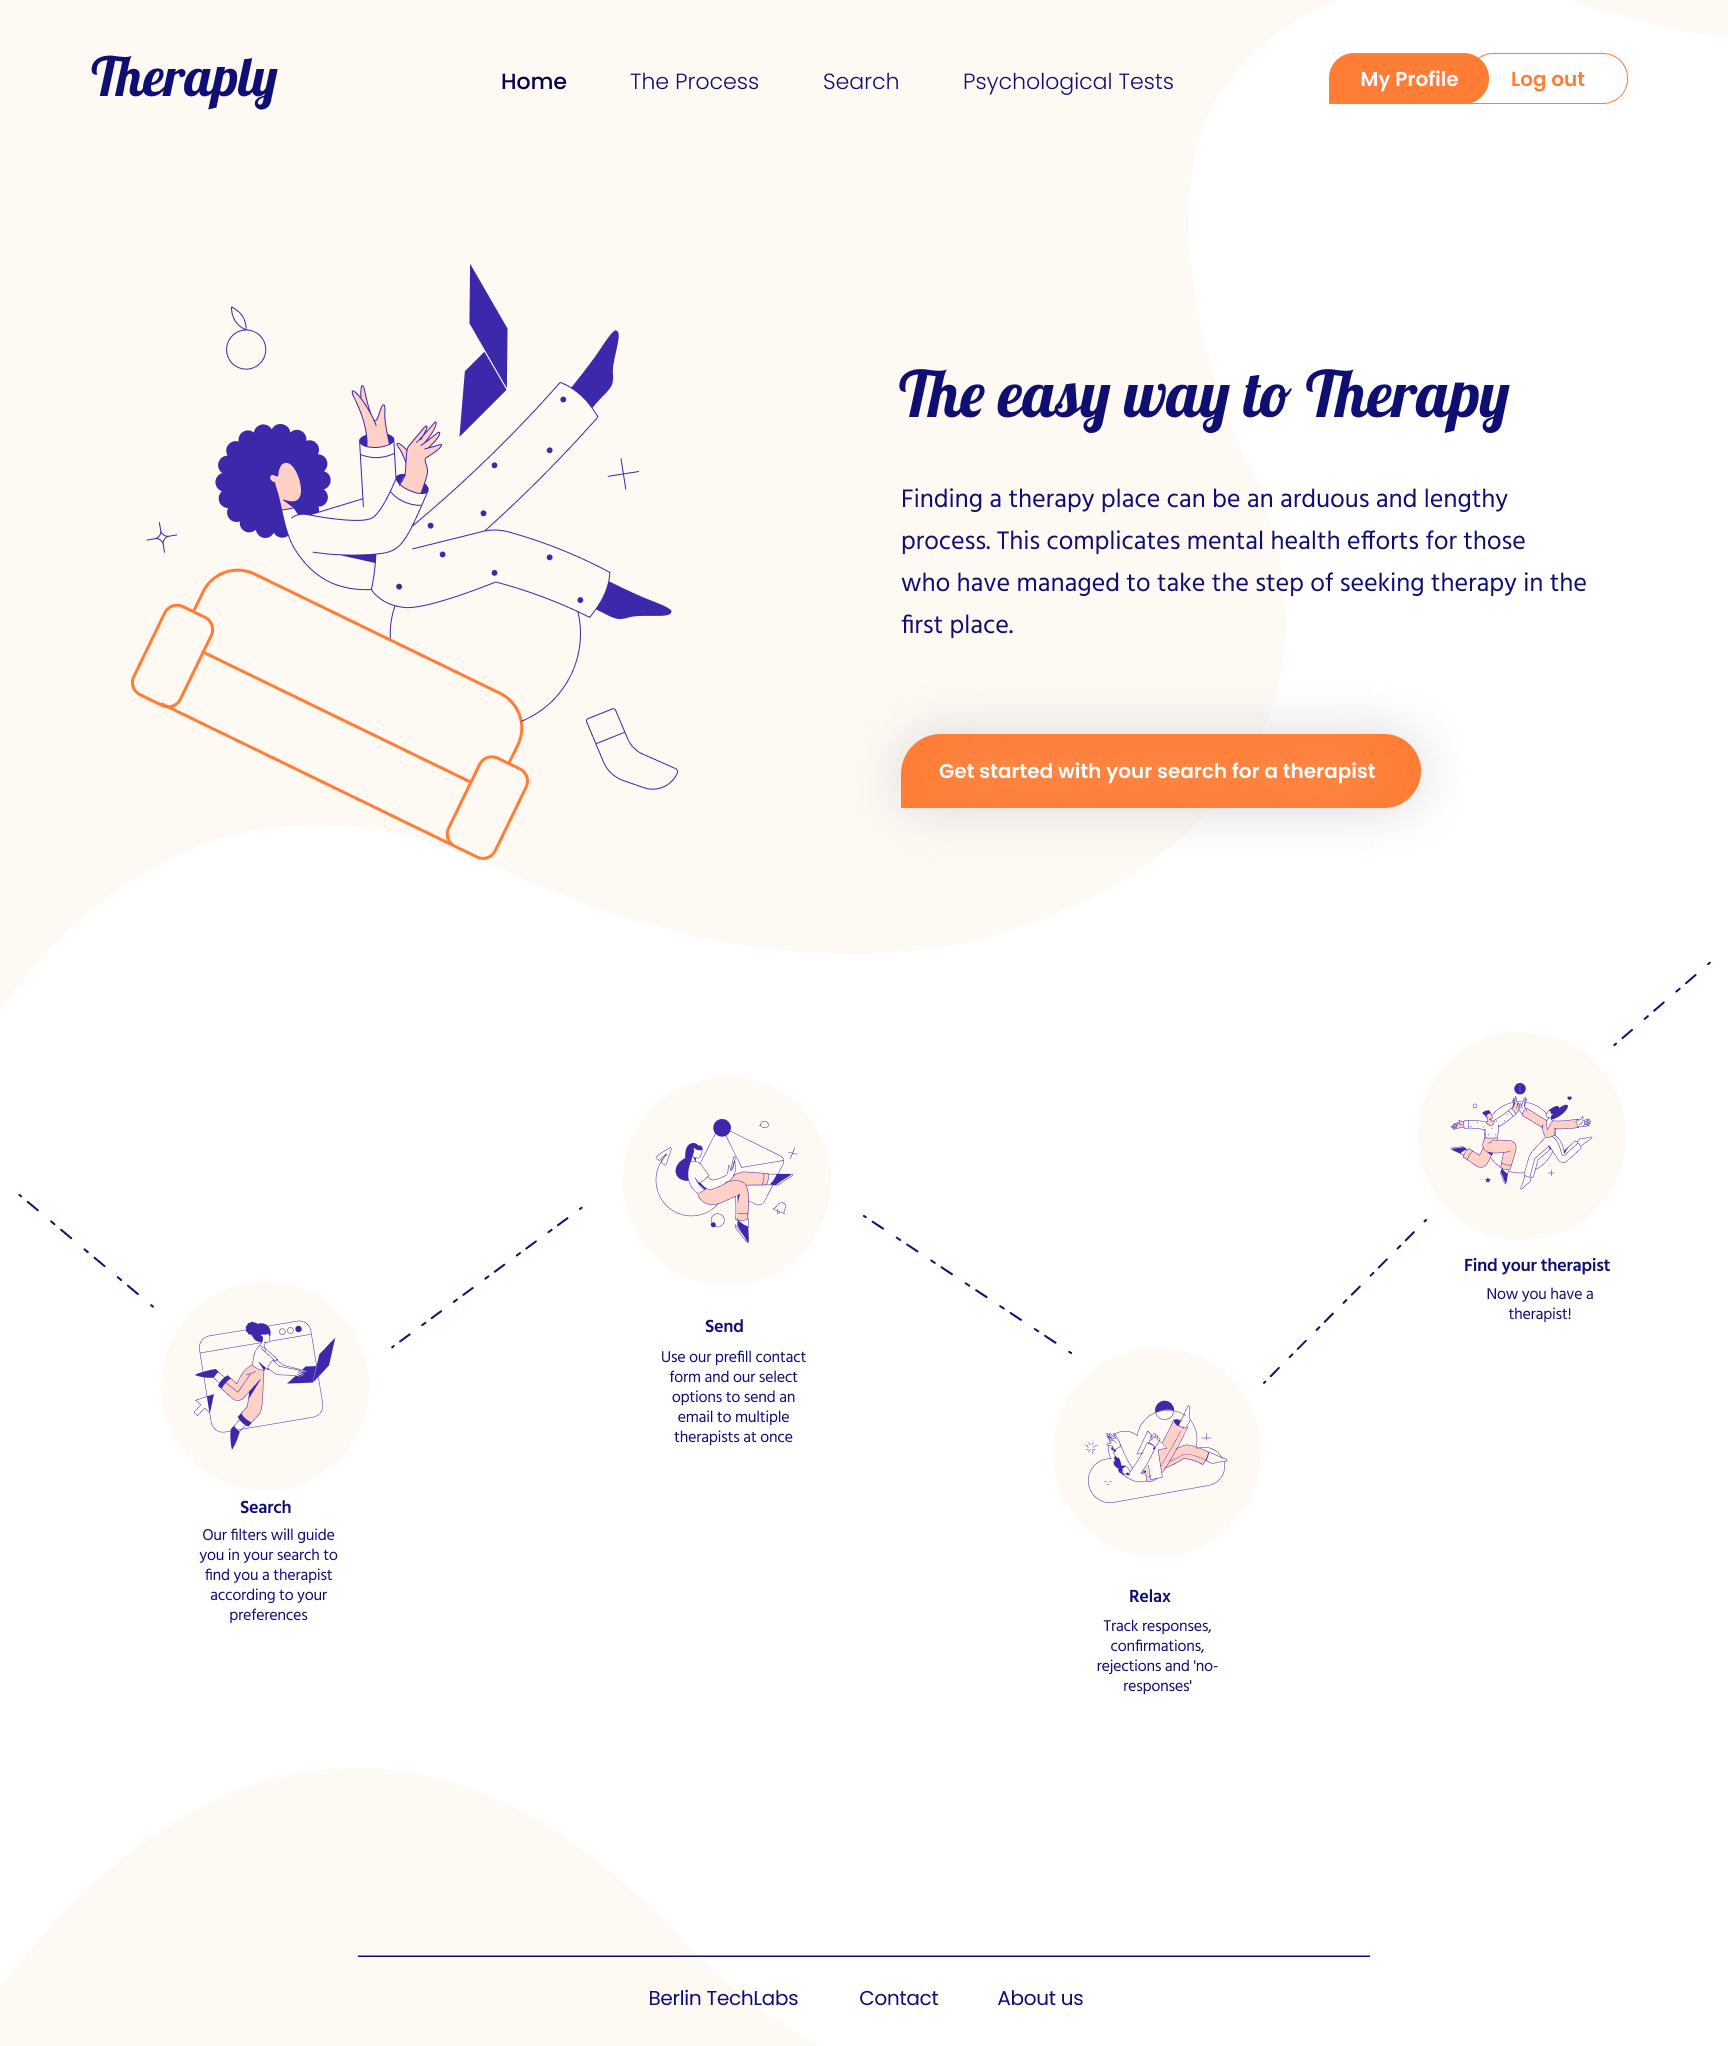 Theraply
Home
The Process
Search
Psychological Tests
My Profile
Log out
The easy way to Therapy
Finding a therapy place can be an arduous and lengthy
process. This complicates mental health efforts for those
who have managed to take the step of seeking therapy in the
first place.
Get started with your search for a therapist
Search
Our filters will guide
you in your search to
find you a therapist
according to your
preferences
Send
Use our prefill contact
form and our select
options to send an
email to multiple
therapists at once
Relax
Track responses,
confirmations,
rejections and 'no-
responses'
Find your therapist
Now you have a
therapist!
Berlin TechLabs
Contact
About us